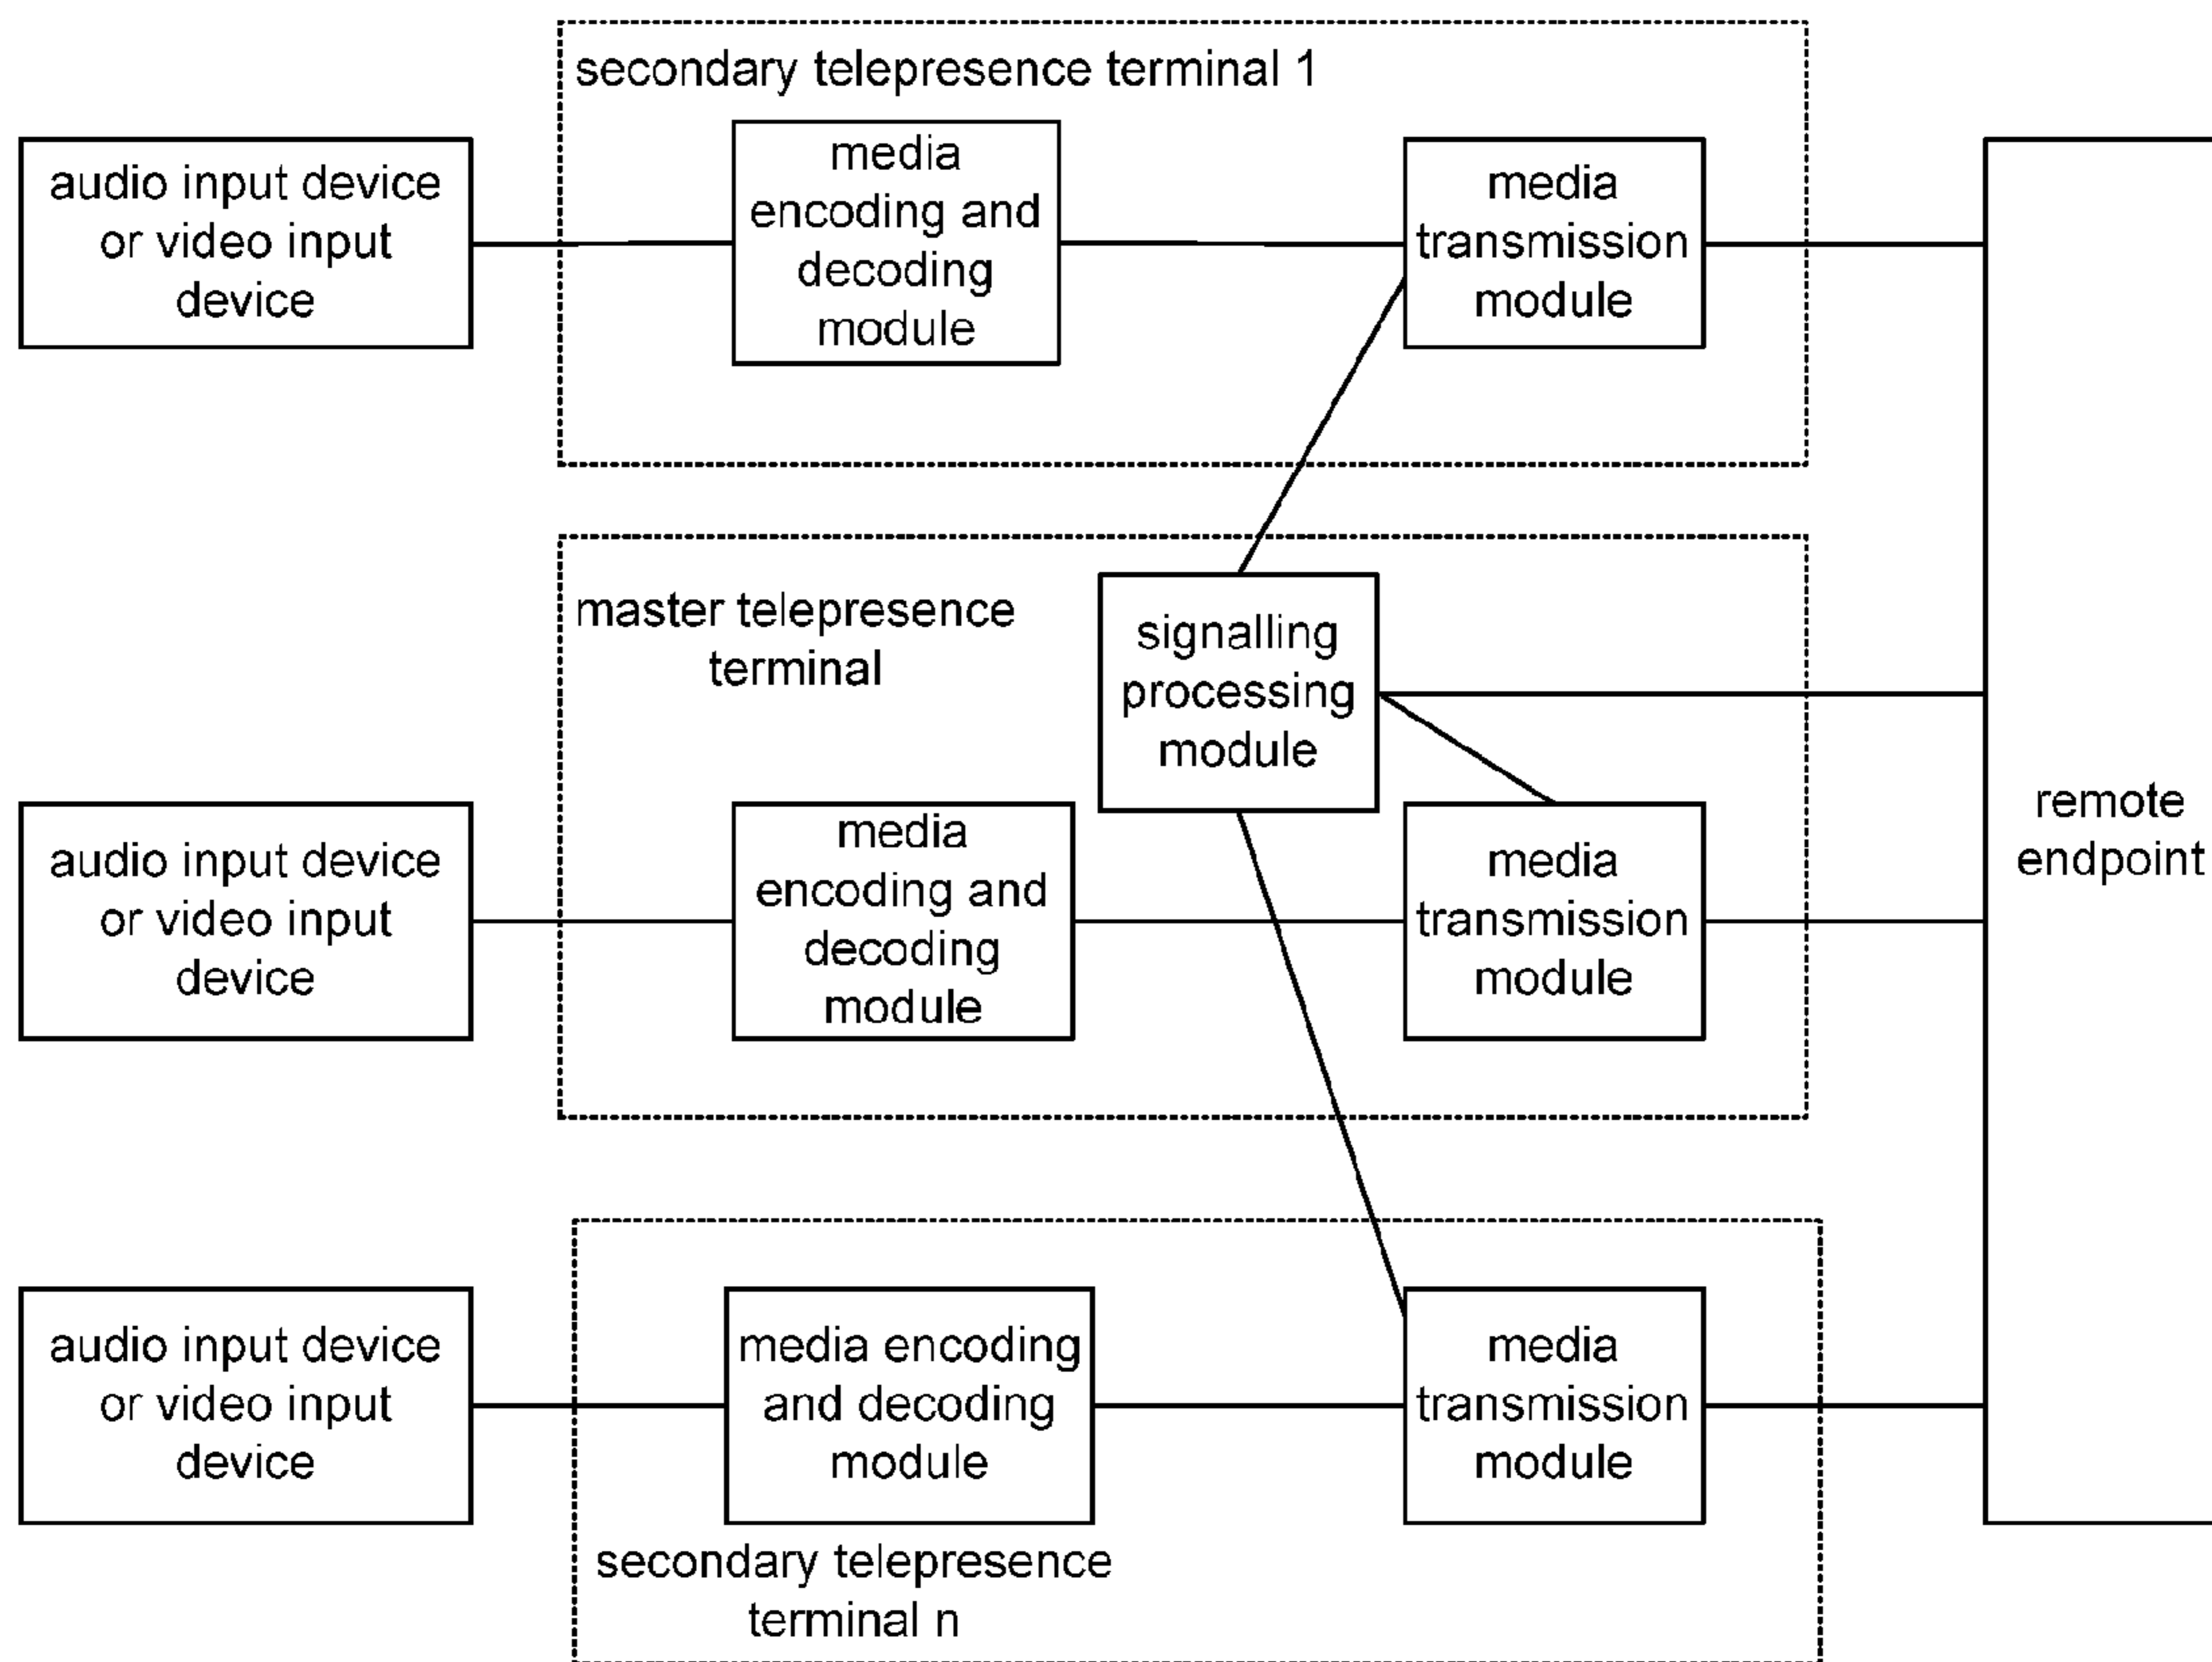 secondary telepresence terminal 1
audio input device
or video input
device
media
encoding and
decoding
module
media
transmission
module
master telepresence
terminal
signalling
processing
module
audio input device
or video input
device
media
encoding and
decoding
module
media
transmission
module
remote
endpoint
audio input device
or video input
device
media encoding
and decoding
module
media
transmission
module
secondary telepresence
terminal n